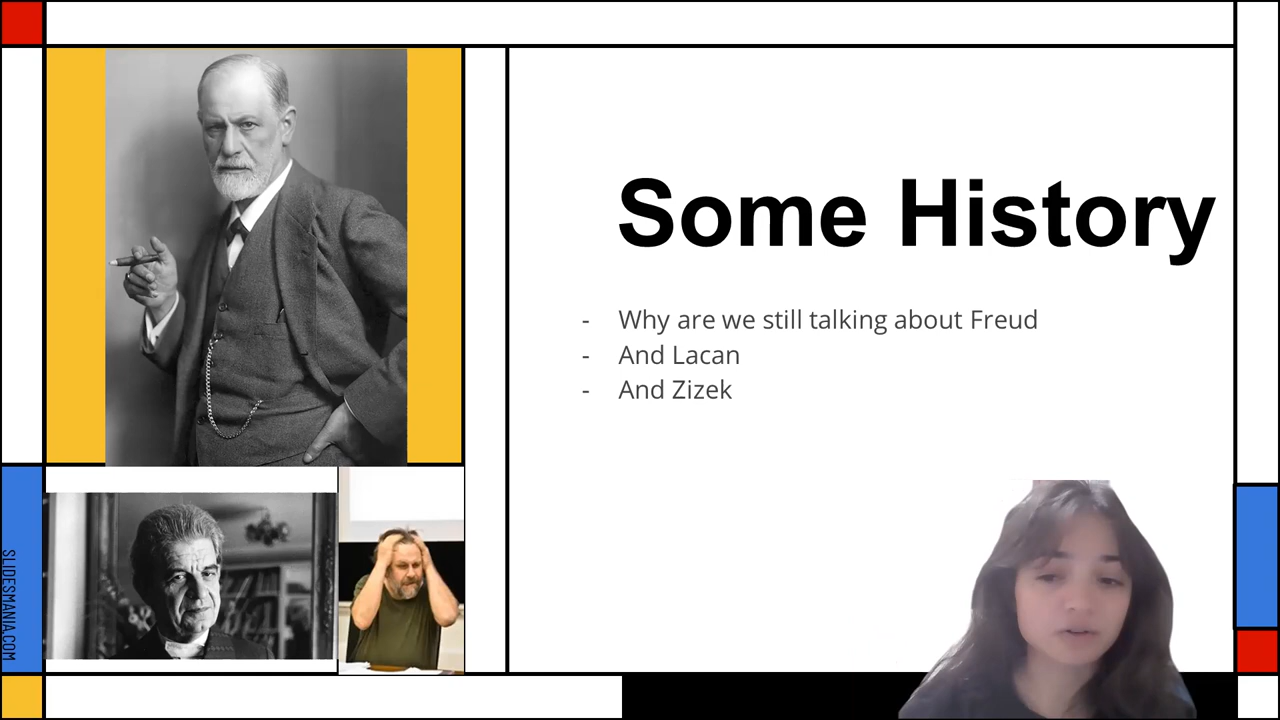 Some History
- Why are we still talking about Freud
- And Lacan
- And Zizek
SLIDESMANIA.COM